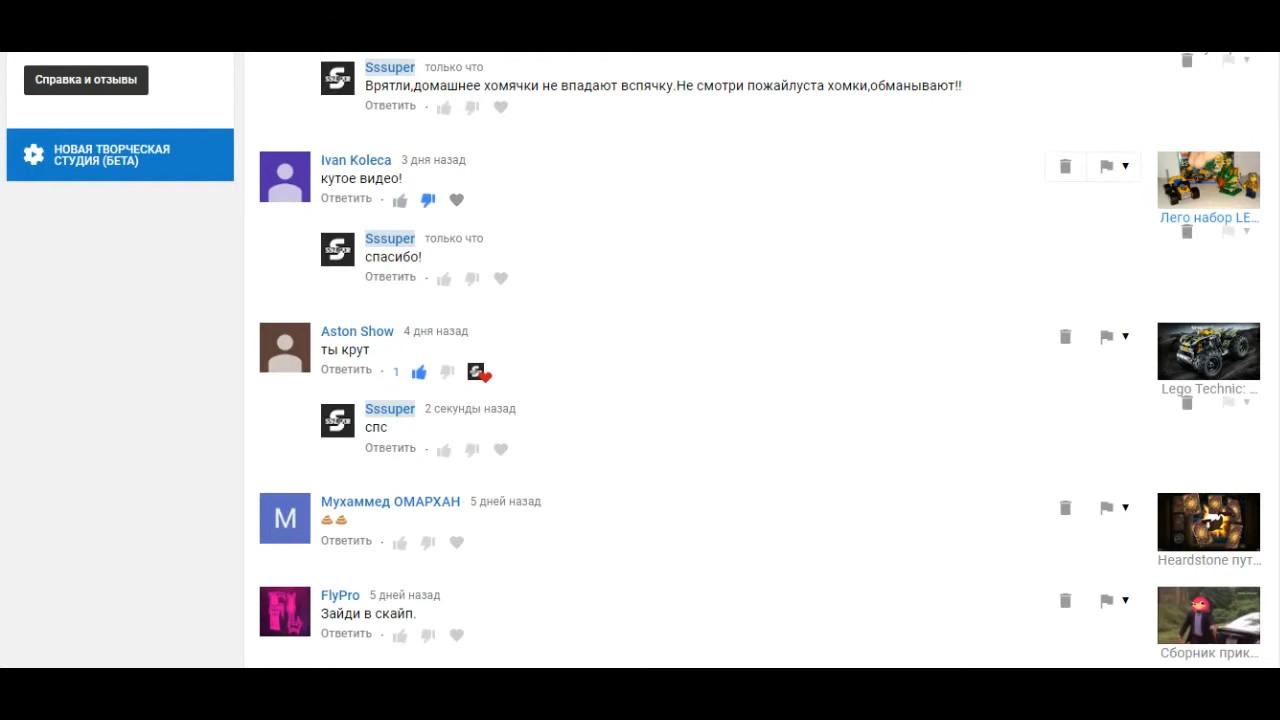 Справка и отзывы
НОВАЯ ТВОРЧЕСКАЯ
СТУДИЯ (БЕТА)
Sssuper только что
Врятли,домашнее хомячки не впадают вспячку.Не смотри пожайлуста хомки,обманывают!!
Ответить
Ivan Koleca 3 дня назад
кутое видео!
Ответить
Лего набор LE...
Sssuper только что
спасибо!
Ответить
Aston Show 4 дня назад
ты крут
Ответить 1
Lego Technic: ...
Sssuper 2 секунды назад
спс
Ответить
М
Мухаммед ОМАРХАН 5 дней назад
Ответить
Heardstone пут...
FlyPro 5 дней назад
Зайди в скайп.
Ответить
Сборник прик...